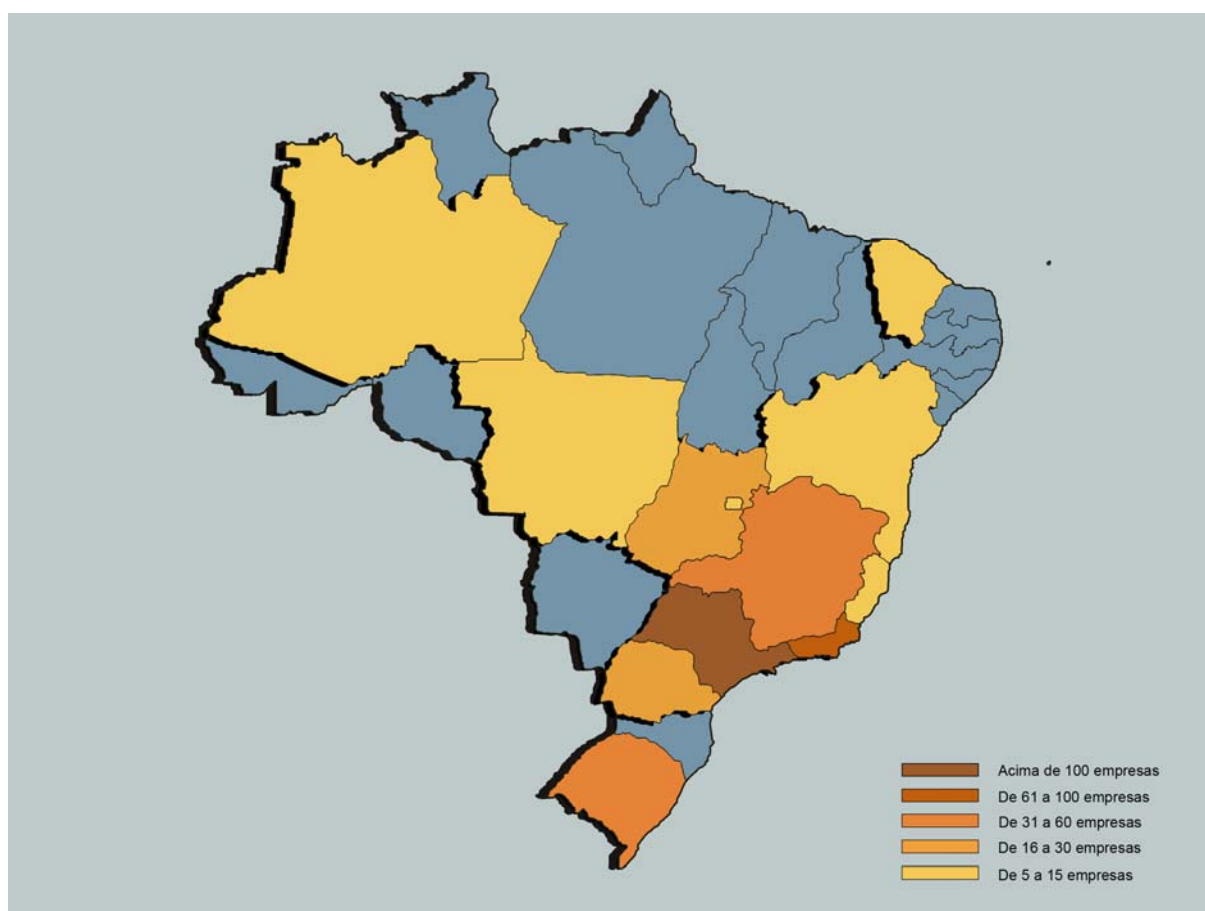 Acima de 100 empresas
De 61 a 100 empresas
De 31 a 60 empresas
De 16 a 30 empresas
De 5 a 15 empresas